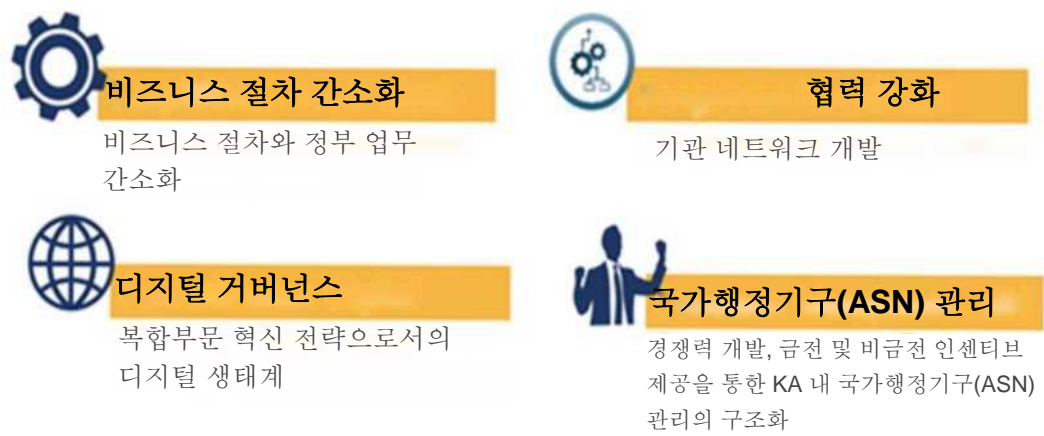 비즈니스 절차 간소화
비즈니스 절차와 정부 업무
간소화
협력 강화
기관 네트워크 개발
디지털 거버넌스
복합부문 혁신 전략으로서의
디지털 생태계
국가행정기구(ASN) 관리
경쟁력 개발, 금전 및 비금전 인센티브
제공을 통한 KA 내 국가행정기구(ASN)
관리의 구조화